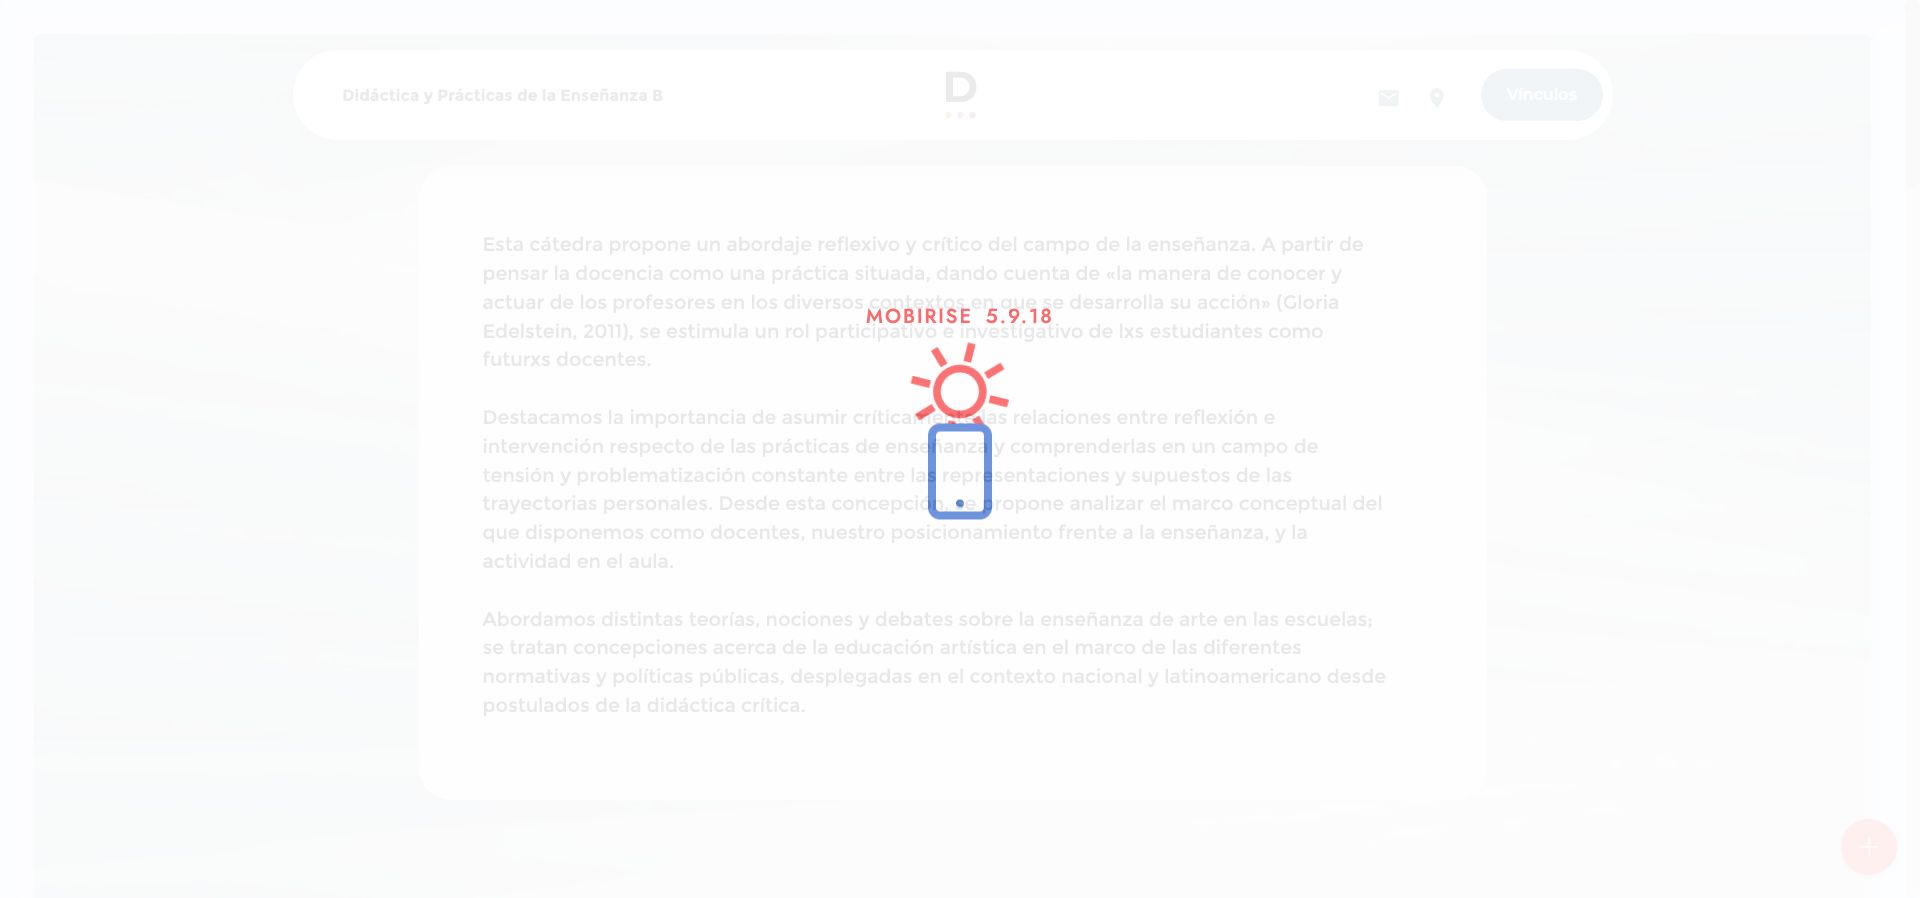 Didáctica y Prácticas de la Enseñanza B
D
Vínculos
Esta cátedra propone un abordaje reflexivo y crítico del campo de la enseñanza. A partir de
pensar la docencia como una práctica situada, dando cuenta de «la manera de conocer y
actuar de los profesores en los diversos contextos en que se desarrolla su acción» (Gloria
MOBIRISE 5.9.18
Edelstein, 2011), se estimula un rol participativo e investigativo de lxs estudiantes como
futurxs docentes.
Destacamos la importancia de asumir críticamente las relaciones entre reflexión e
intervención respecto de las prácticas de enseñanza y comprenderlas en un campo de
tensión y problematización constante entre las representaciones y supuestos de las
trayectorias personales. Desde esta concepción, se propone analizar el marco conceptual del
que disponemos como docentes, nuestro posicionamiento frente a la enseñanza, y la
actividad en el aula.
Abordamos distintas teorías, nociones y debates sobre la enseñanza de arte en las escuelas;
se tratan concepciones acerca de la educación artística en el marco de las diferentes
normativas y políticas públicas, desplegadas en el contexto nacional y latinoamericano desde
postulados de la didáctica crítica.